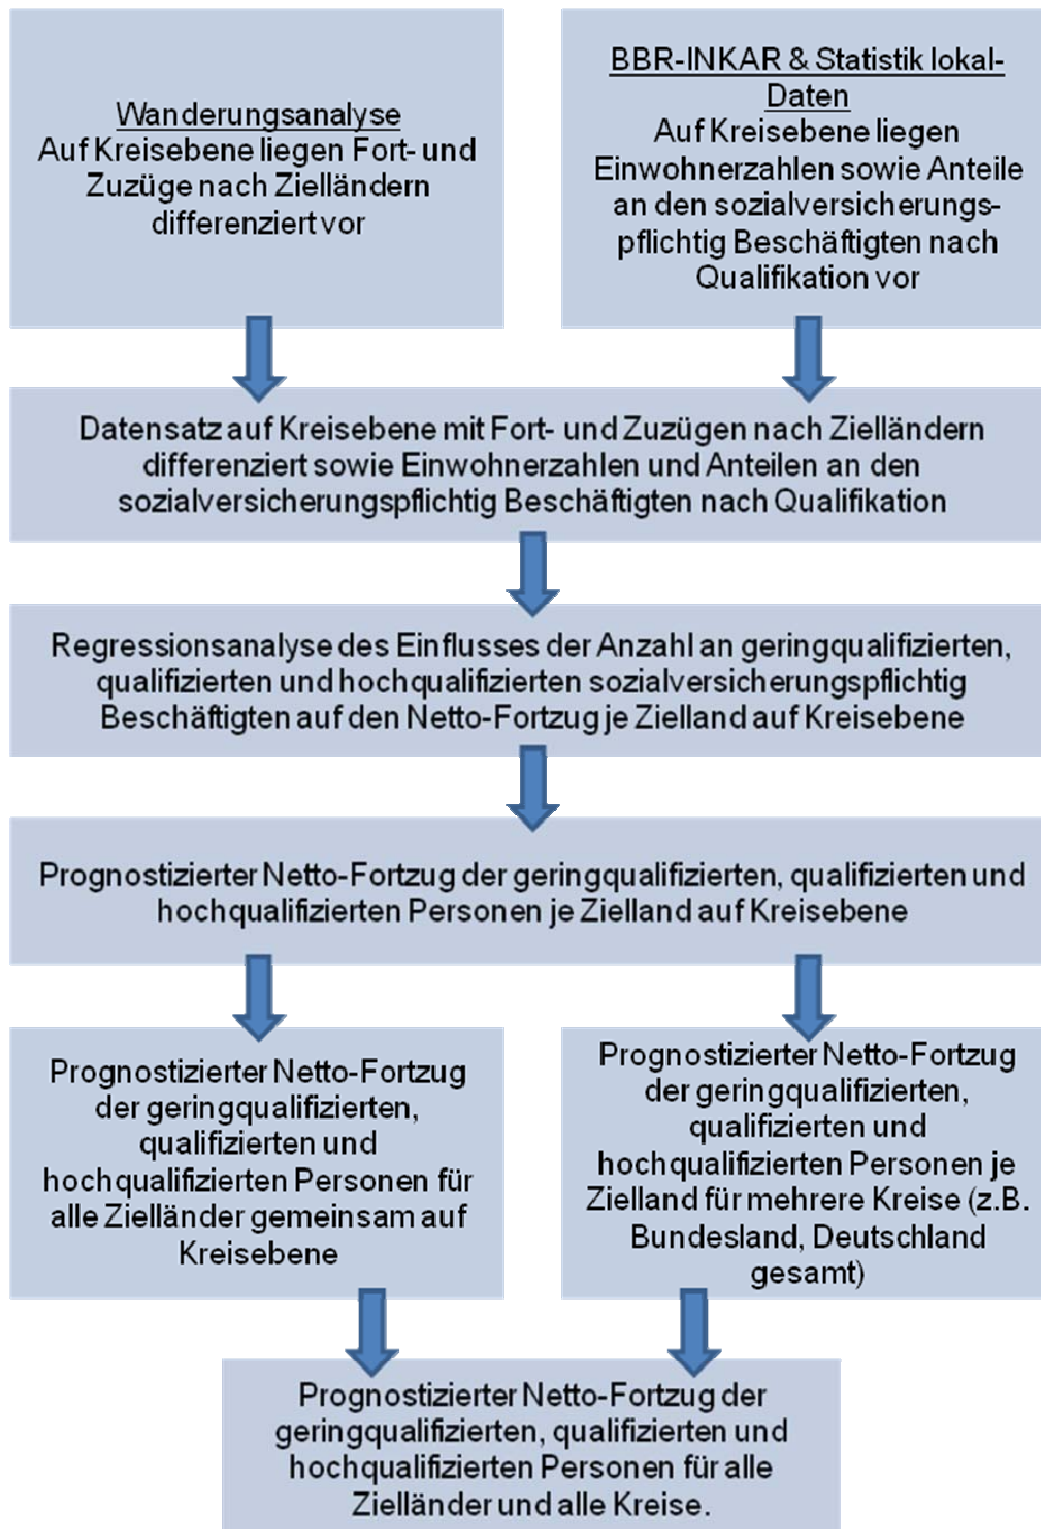 Wanderungsanalyse
Auf Kreisebene liegen Fort- und
Zuzüge nach Zielländern
differenziert vor
BBR-INKAR & Statistik lokal-
Daten
Auf Kreisebene liegen
Einwohnerzahlen sowie Anteile
an den sozialversicherungs-
pflichtig Beschäftigten nach
Qualifikation vor
Datensatz auf Kreisebene mit Fort- und Zuzügen nach Zielländern
differenziert sowie Einwohnerzahlen und Anteilen an den
sozialversicherungspflichtig Beschäftigten nach Qualifikation
Regressionsanalyse des Einflusses der Anzahl an geringqualifizierten,
qualifizierten und hochqualifizierten sozialversicherungspflichtig
Beschäftigten auf den Netto-Fortzug je Zielland auf Kreisebene
Prognostizierter Netto-Fortzug der geringqualifizierten, qualifizierten und
hochqualifizierten Personen je Zielland auf Kreisebene
Prognostizierter Netto-Fortzug
der geringqualifizierten,
qualifizierten und
hochqualifizierten Personen für
alle Zielländer gemeinsam auf
Kreisebene
Prognostizierter Netto-Fortzug
der geringqualifizierten,
qualifizierten und
hochqualifizierten Personen je
Zielland für mehrere Kreise (z.B.
Bundesland, Deutschland
gesamt)
Prognostizierter Netto-Fortzug der
geringqualifizierten, qualifizierten und
hochqualifizierten Personen für alle
Zielländer und alle Kreise.